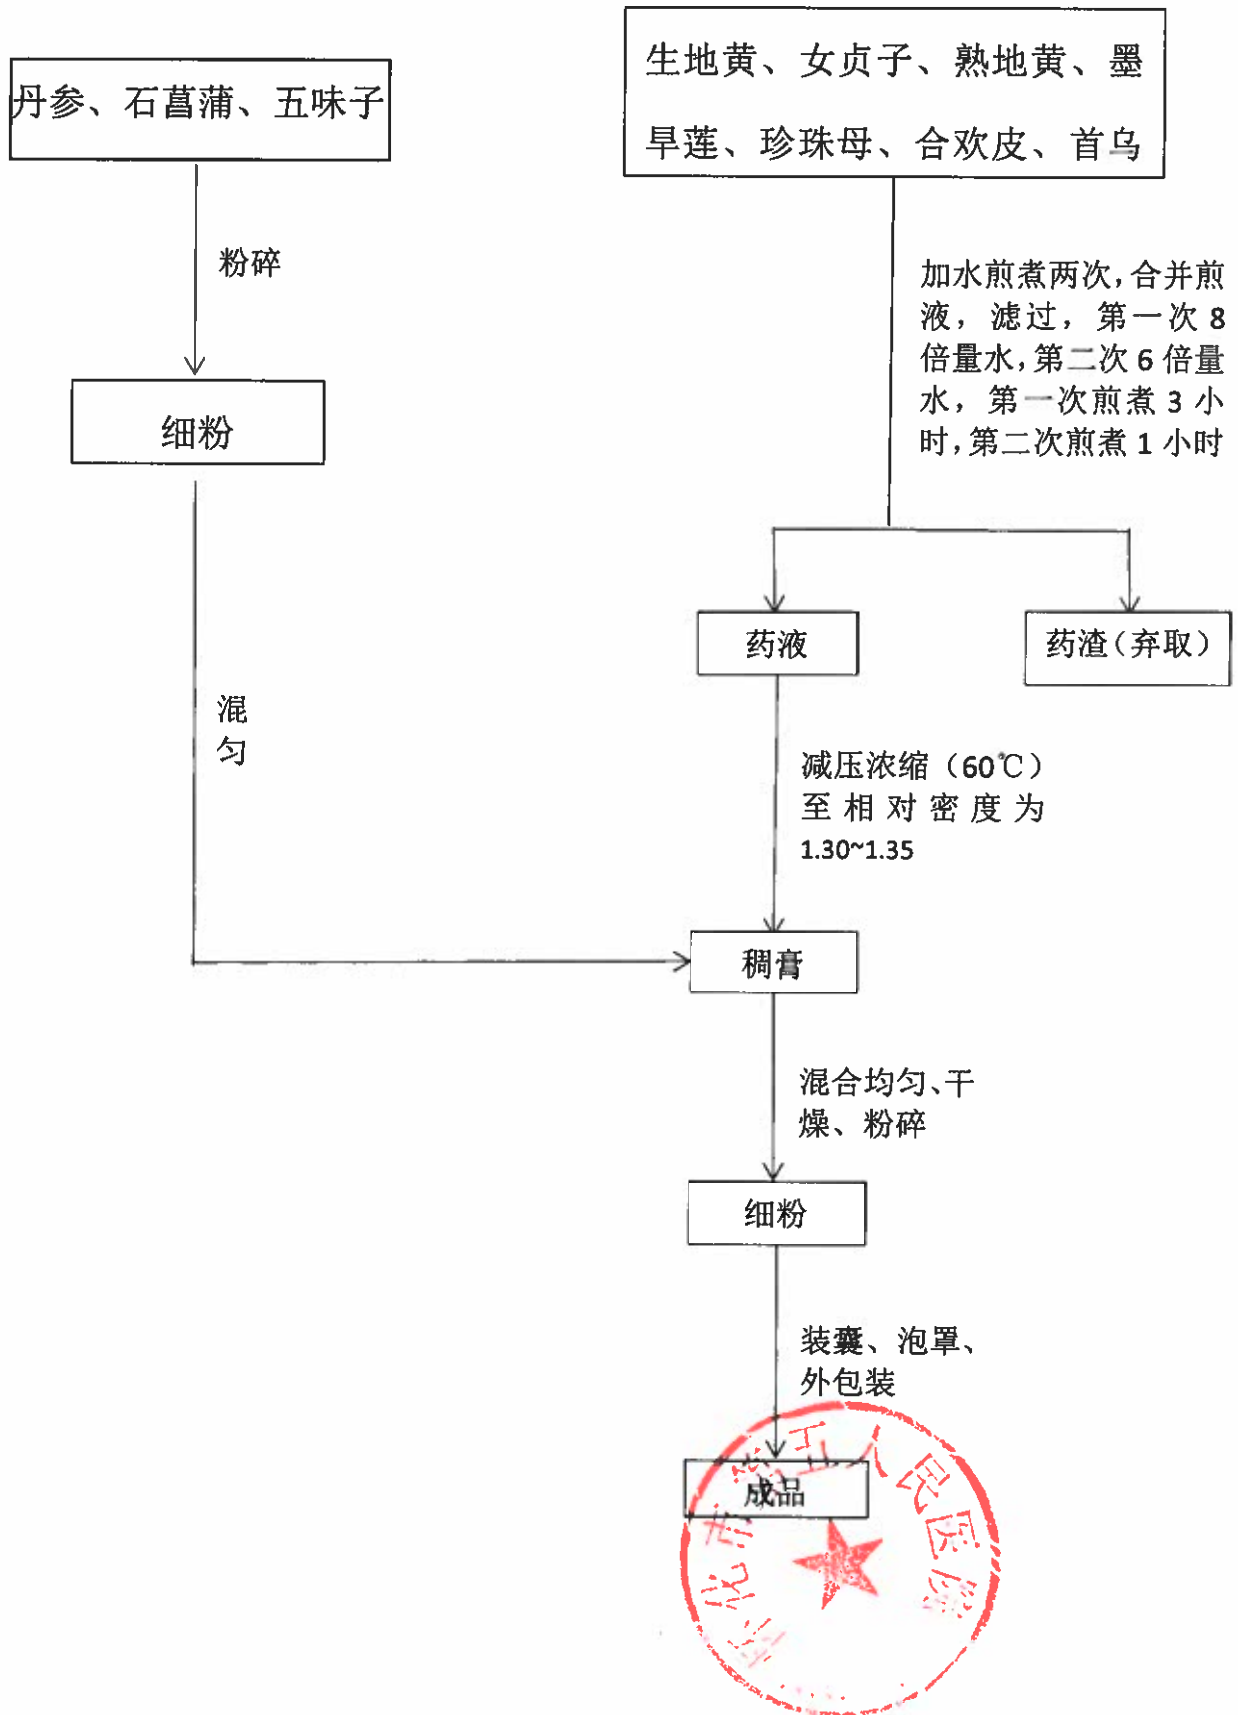 丹参、石菖蒲、五味子
生地黄、女贞子、熟地黄、墨
旱莲、珍珠母、合欢皮、首乌
粉碎
加水煎煮两次，合并煎
液，滤过，第一次 8
倍量水，第二次 6 倍量
水，第一次煎煮 3 小
时，第二次煎煮 1 小时
细粉
药液
药渣（弃取）
混
匀
减压浓缩（60℃）
至相对密度为
1.30~1.35
稠膏
混合均匀、干
燥、粉碎
细粉
装囊、泡罩、
外包装
成品
化市第五人民医院